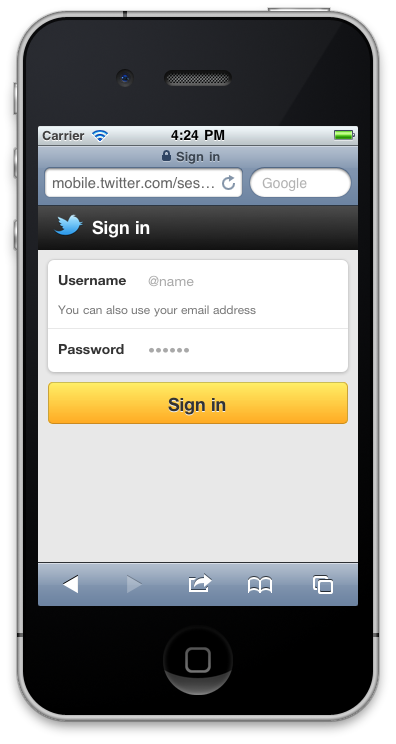 Carrier 4:24 PM
Sign in
mobile.twitter.com/ses... Google
Sign in
Username @name
You can also use your email address
Password ••••••
Sign in